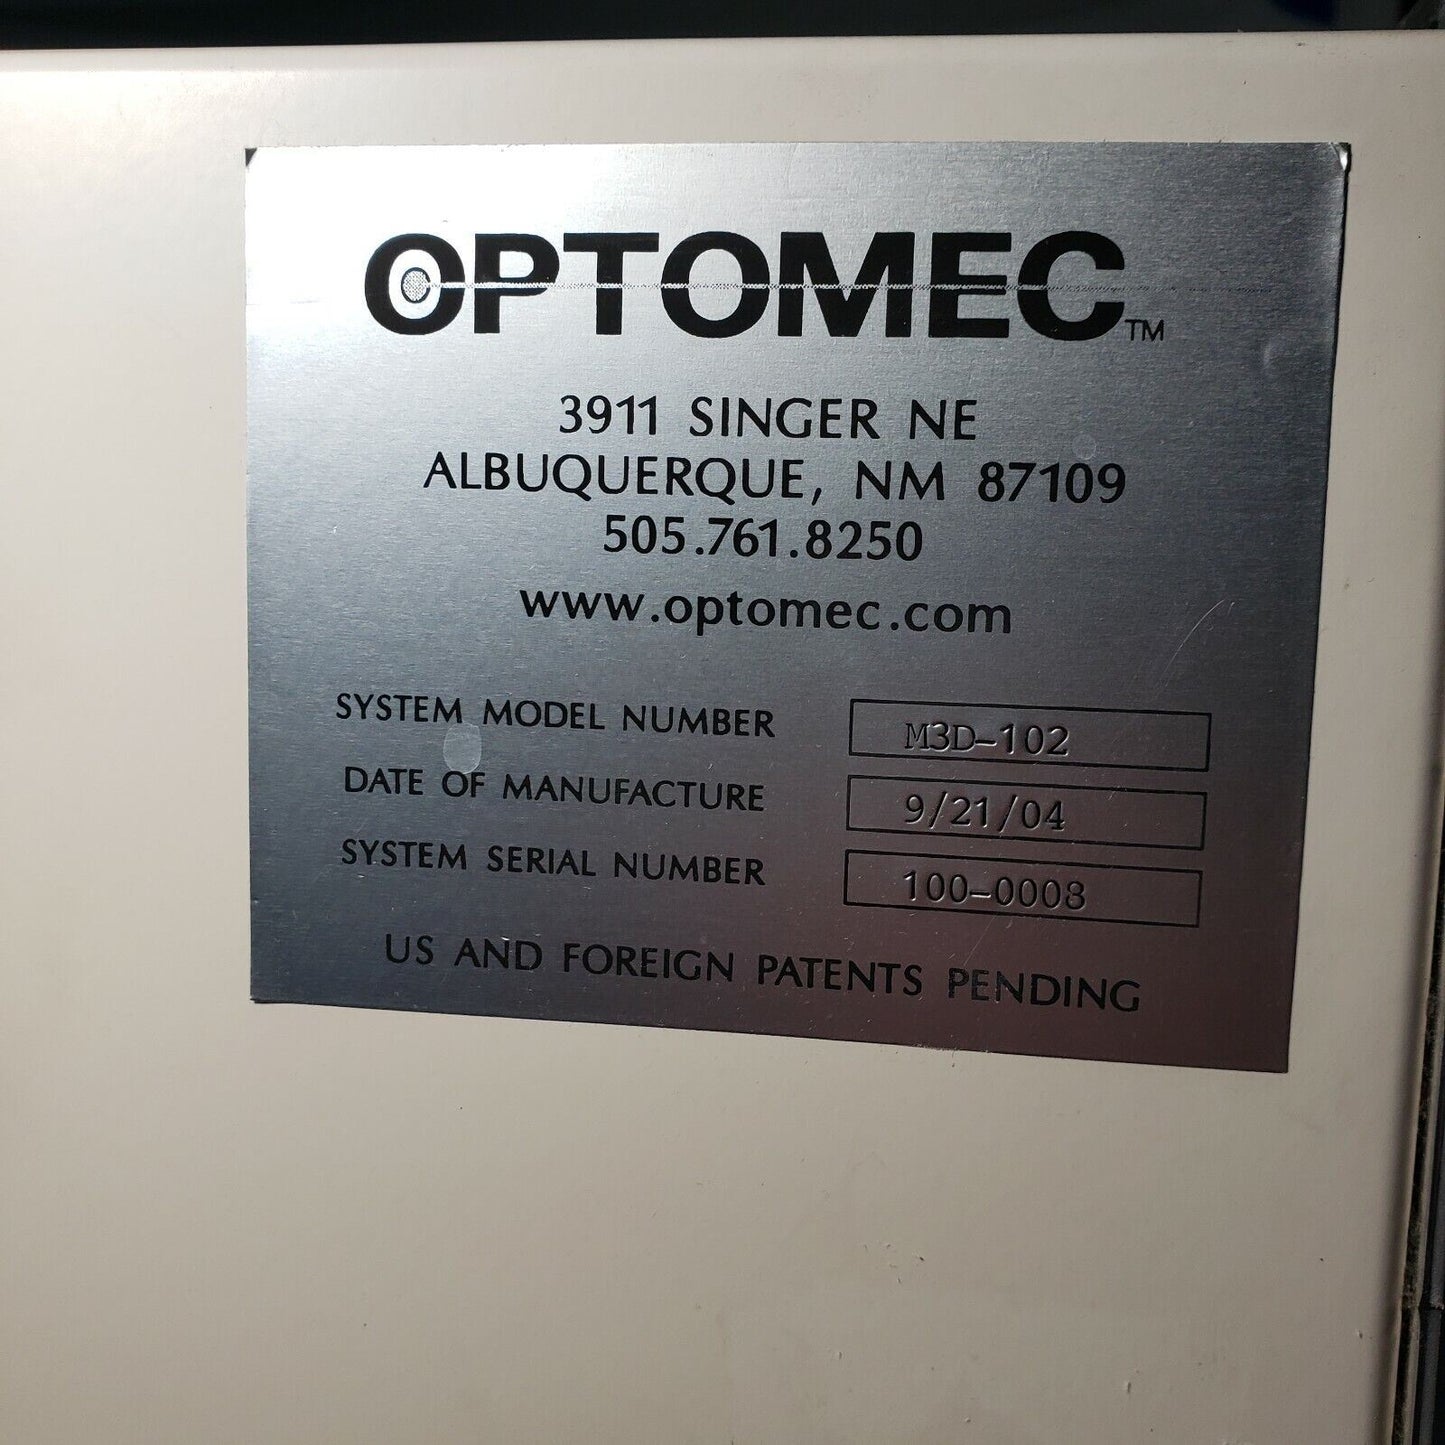 OPTOMEC™
3911 SINGER NE
ALBUQUERQUE, NM 87109
505.761.8250
www.optomec.com
SYSTEM MODEL NUMBER M3D-102
DATE OF MANUFACTURE 9/21/04
SYSTEM SERIAL NUMBER 100-0008
US AND FOREIGN PATENTS PENDING